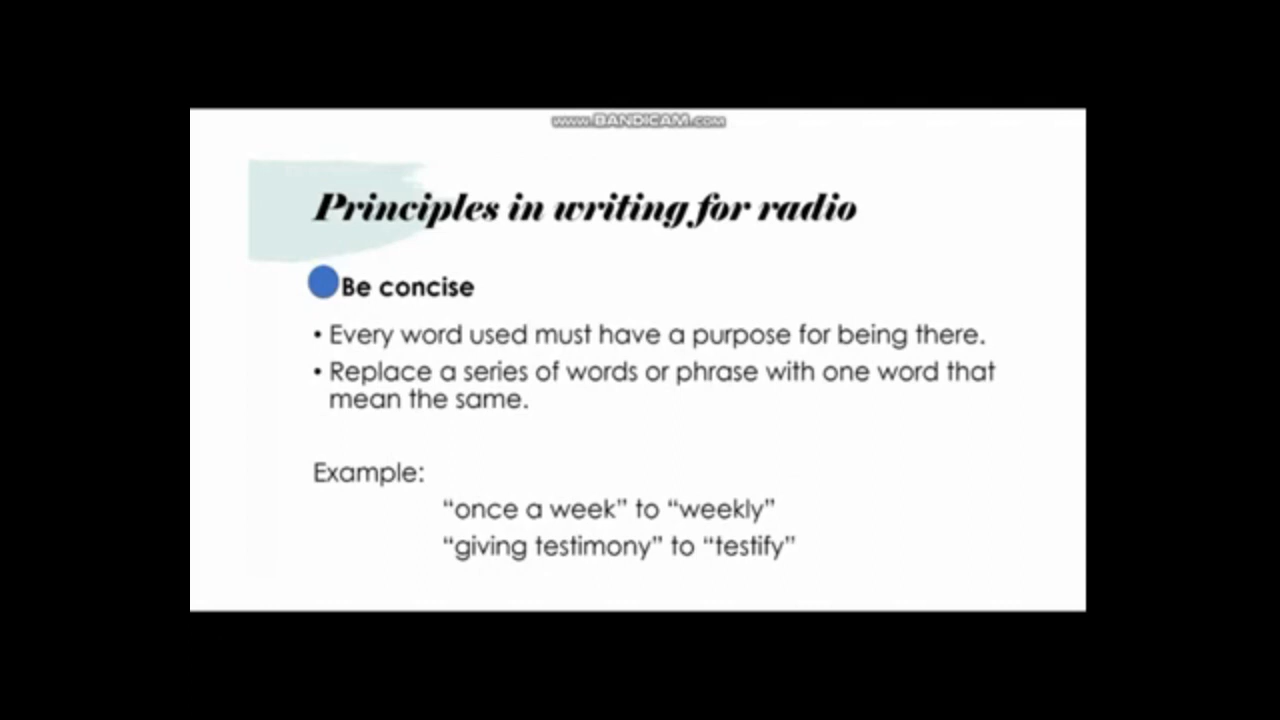 www.BANDICAM.com
Principles in writing for radio
Be concise
• Every word used must have a purpose for being there.
• Replace a series of words or phrase with one word that
mean the same.
Example:
“once a week” to “weekly”
“giving testimony” to “testify”